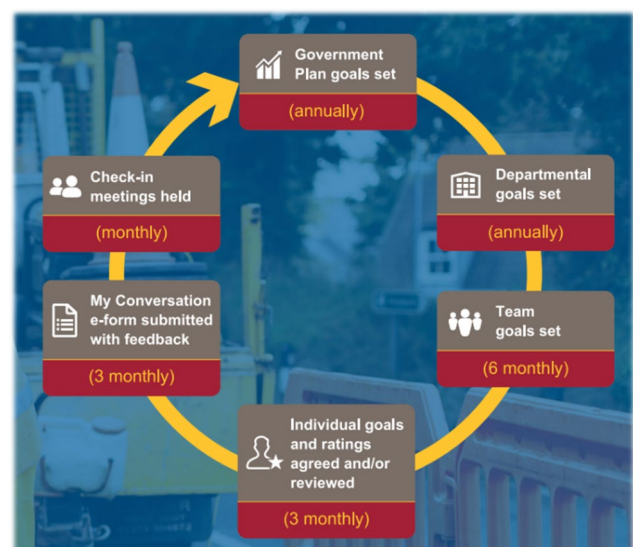 Government
Plan goals set
(annually)
Departmental
goals set
(annually)
Team
goals set
(6 monthly)
Individual goals
and ratings
agreed and/or
reviewed
(3 monthly)
My Conversation
e-form submitted
with feedback
(3 monthly)
Check-in
meetings held
(monthly)